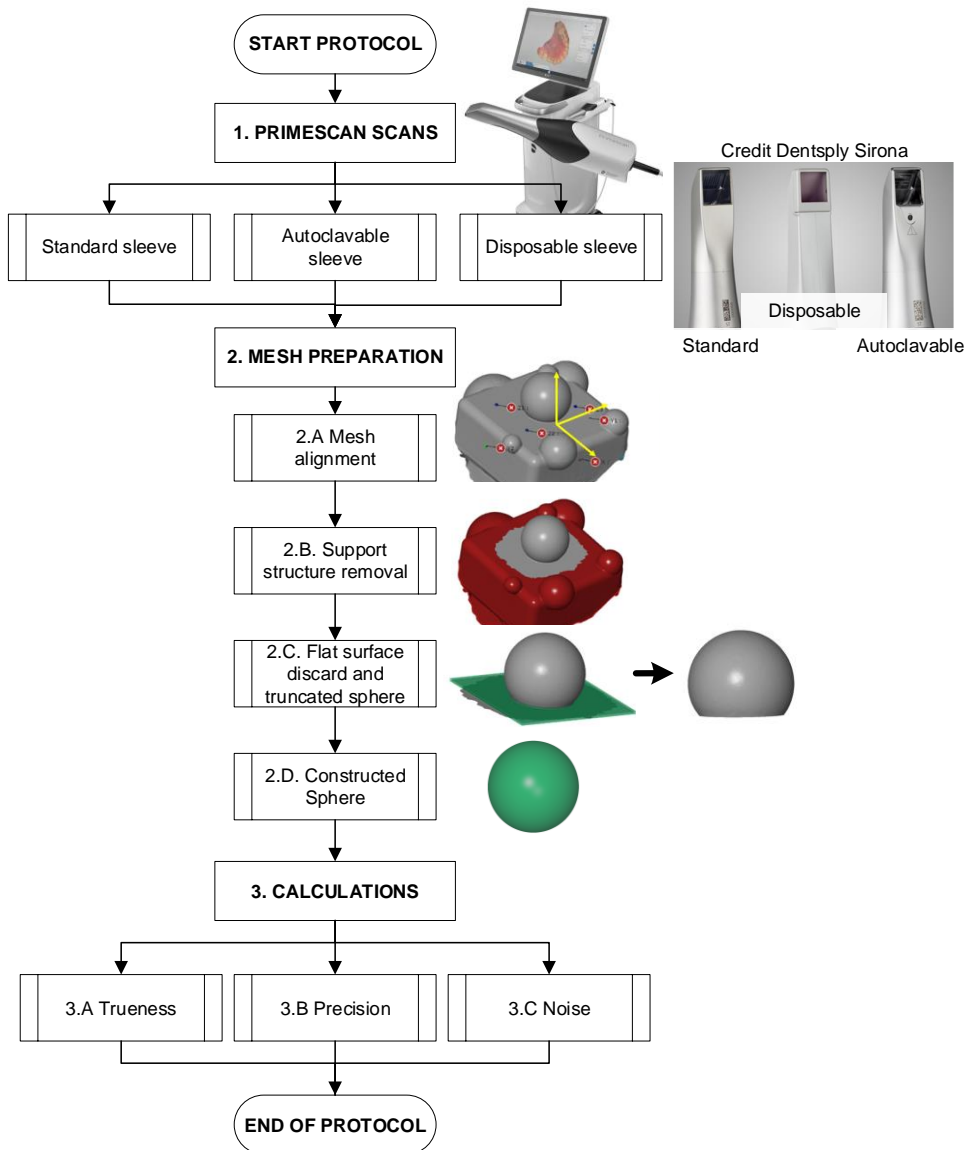 START PROTOCOL
1. PRIMESCAN SCANS
Credit Dentsply Sirona
Standard sleeve
Autoclavable
sleeve
Disposable sleeve
Disposable
Standard
Autoclavable
2. MESH PREPARATION
2.A Mesh
alignment
2.B. Support
structure removal
2.C. Flat surface
discard and
truncated sphere
2.D. Constructed
Sphere
3. CALCULATIONS
3.A Trueness
3.B Precision
3.C Noise
END OF PROTOCOL